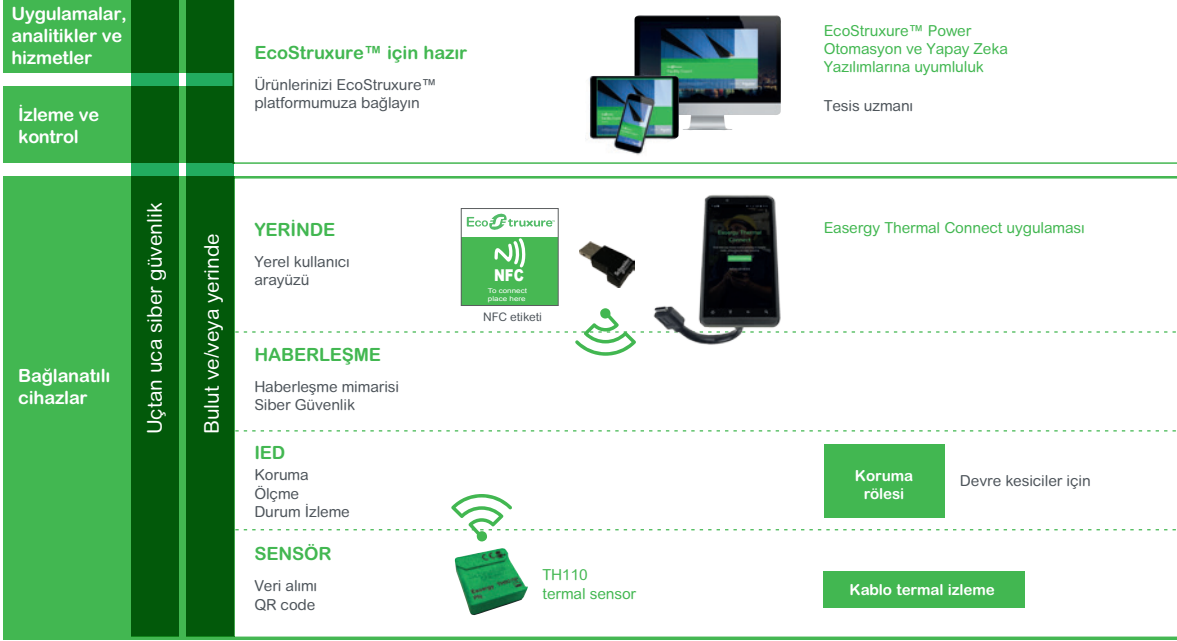 Uygulamalar,
analitikler ve
hizmetler
İzleme ve
kontrol
Bağlanatılı
cihazlar
Uçtan uca siber güvenlik
Bulut ve/veya yerinde
EcoStruxure™ için hazır
Ürünlerinizi EcoStruxure™
platformumuza bağlayın
EcoStruxure™ Power
Otomasyon ve Yapay Zeka
Yazılımlarına uyumluluk
Tesis uzmanı
YERİNDE
Yerel kullanıcı
arayüzü
EcoStruxure
NFC
To connect
place here
NFC etiketi
Schneider
Easergy Thermal
Connect
Easergy Thermal Connect uygulaması
HABERLEŞME
Haberleşme mimarisi
Siber Güvenlik
IED
Koruma
Ölçme
Durum İzleme
Koruma
rölesi
Devre kesiciler için
SENSÖR
Veri alımı
QR code
TH110
termal sensor
Kablo termal izleme